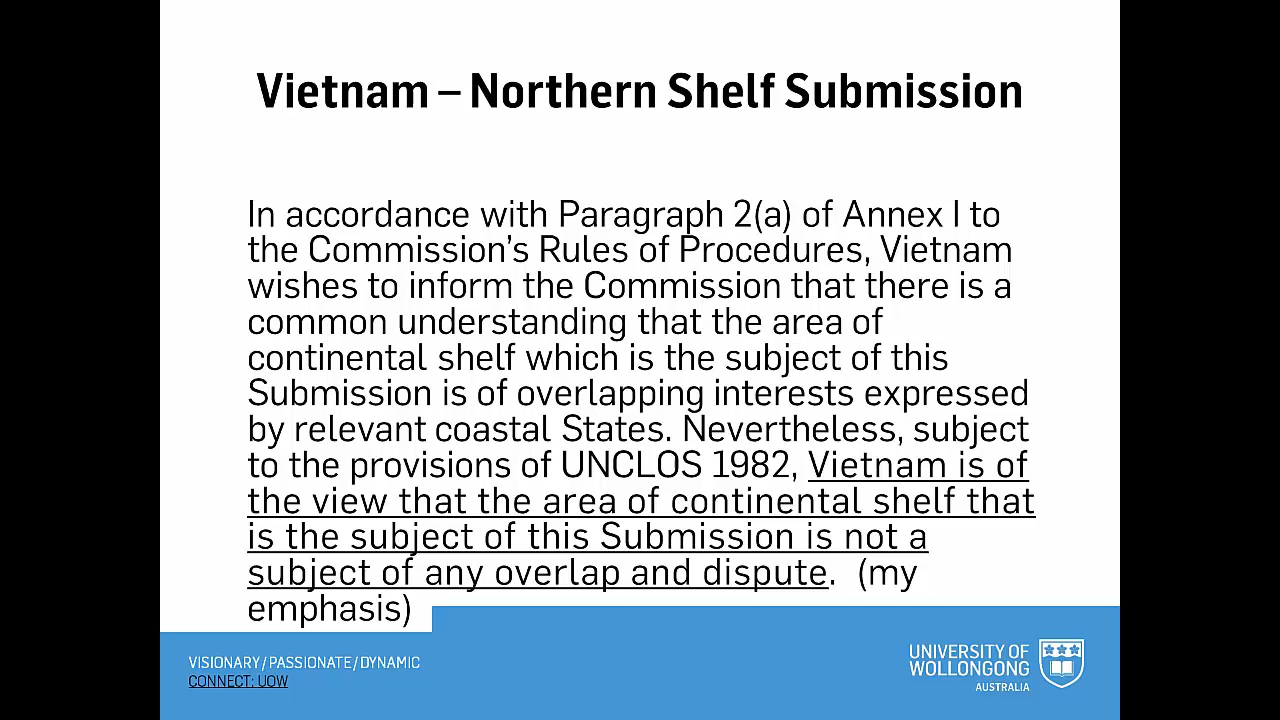 Vietnam – Northern Shelf Submission
In accordance with Paragraph 2(a) of Annex I to
the Commission’s Rules of Procedures, Vietnam
wishes to inform the Commission that there is a
common understanding that the area of
continental shelf which is the subject of this
Submission is of overlapping interests expressed
by relevant coastal States. Nevertheless, subject
to the provisions of UNCLOS 1982, Vietnam is of
the view that the area of continental shelf that
is the subject of this Submission is not a
subject of any overlap and dispute.  (my
emphasis)
VISIONARY / PASSIONATE / DYNAMIC
CONNECT: UOW
UNIVERSITY OF
WOLLONGONG
AUSTRALIA